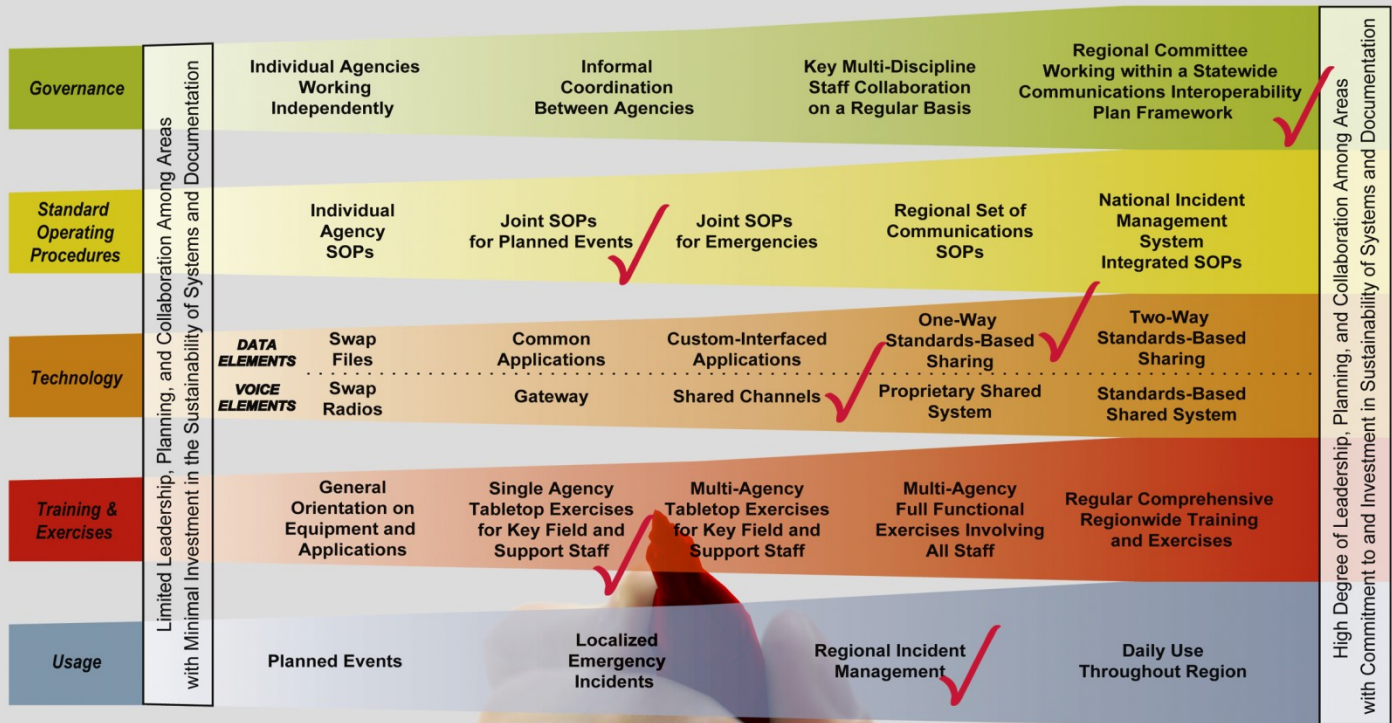 Limited Leadership, Planning, and Collaboration Among Areas
with Minimal Investment in the Sustainability of Systems and Documentation
Governance
Individual Agencies
Working
Independently
Informal
Coordination
Between Agencies
Key Multi-Discipline
Staff Collaboration
on a Regular Basis
Regional Committee
Working within a Statewide
Communications Interoperability
Plan Framework
Standard
Operating
Procedures
Individual
Agency
SOPs
Joint SOPs
for Planned Events
Joint SOPs
for Emergencies
Regional Set of
Communications
SOPs
National Incident
Management
System
Integrated SOPs
Technology
DATA
ELEMENTS
Swap
Files
Common
Applications
Custom-Interfaced
Applications
One-Way
Standards-Based
Sharing
Two-Way
Standards-Based
Sharing
VOICE
ELEMENTS
Swap
Radios
Gateway
Shared Channels
Proprietary Shared
System
Standards-Based
Shared System
Training &
Exercises
General
Orientation on
Equipment and
Applications
Single Agency
Tabletop Exercises
for Key Field and
Support Staff
Multi-Agency
Tabletop Exercises
for Key Field and
Support Staff
Multi-Agency
Full Functional
Exercises Involving
All Staff
Regular Comprehensive
Regionwide Training
and Exercises
Usage
Planned Events
Localized
Emergency
Incidents
Regional Incident
Management
Daily Use
Throughout Region
High Degree of Leadership, Planning, and Collaboration Among Areas
with Commitment to and Investment in Sustainability of Systems and Documentation